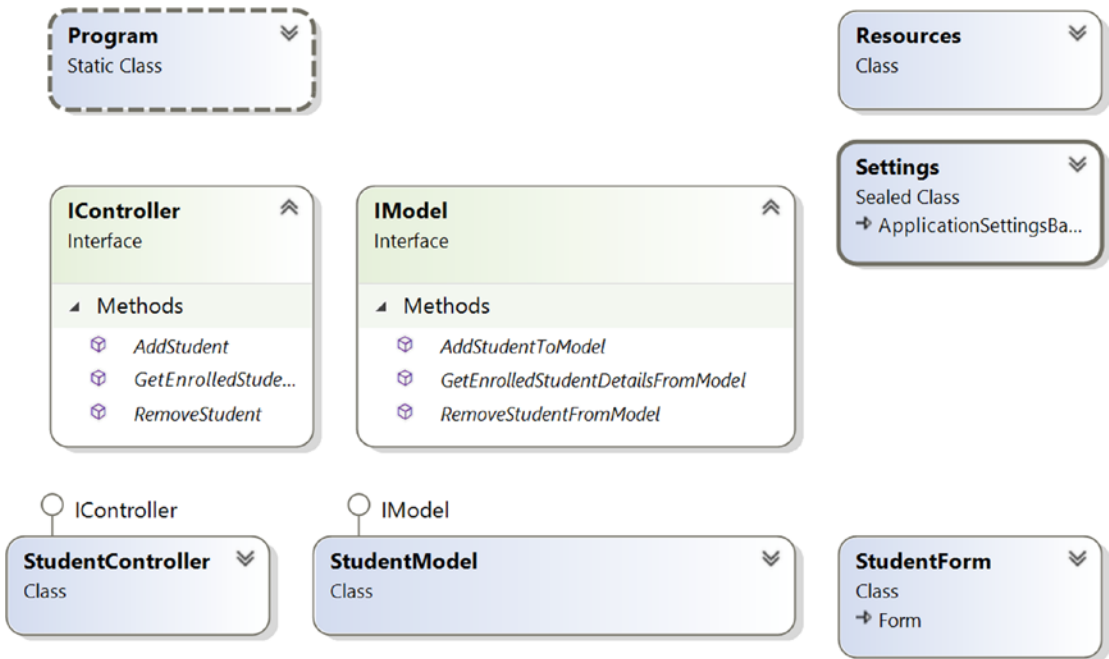 Program
Static Class
Resources
Class
Settings
Sealed Class
ApplicationSettingsBa...
IController
Interface
Methods
AddStudent
GetEnrolledStude...
RemoveStudent
IModel
Interface
Methods
AddStudentToModel
GetEnrolledStudentDetailsFromModel
RemoveStudentFromModel
IController
StudentController
Class
IModel
StudentModel
Class
StudentForm
Class
Form